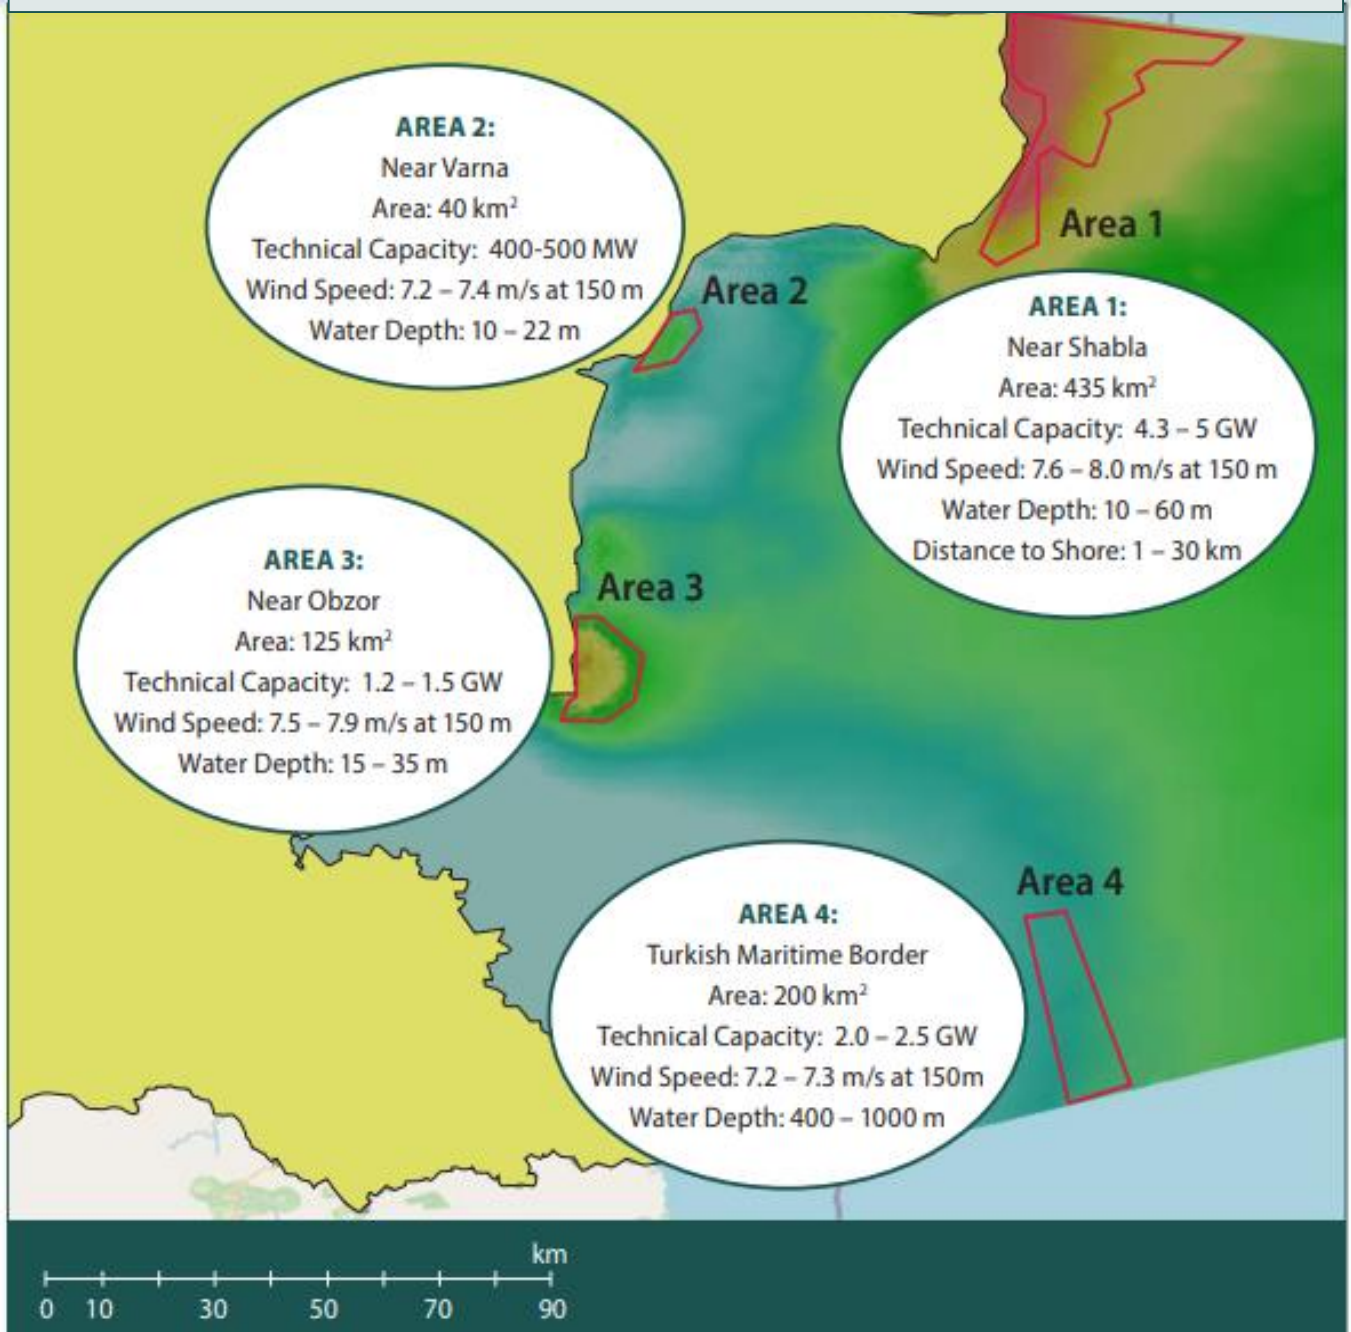 AREA 2:
Near Varna
Area: 40 km²
Technical Capacity: 400-500 MW
Wind Speed: 7.2 – 7.4 m/s at 150 m
Water Depth: 10 – 22 m
Area 1
Area 2
AREA 1:
Near Shabla
Area: 435 km²
Technical Capacity: 4.3 – 5 GW
Wind Speed: 7.6 – 8.0 m/s at 150 m
Water Depth: 10 – 60 m
Distance to Shore: 1 – 30 km
Area 3
AREA 3:
Near Obzor
Area: 125 km²
Technical Capacity: 1.2 – 1.5 GW
Wind Speed: 7.5 – 7.9 m/s at 150 m
Water Depth: 15 – 35 m
Area 4
AREA 4:
Turkish Maritime Border
Area: 200 km²
Technical Capacity: 2.0 – 2.5 GW
Wind Speed: 7.2 – 7.3 m/s at 150m
Water Depth: 400 – 1000 m
km
0 10 30 50 70 90